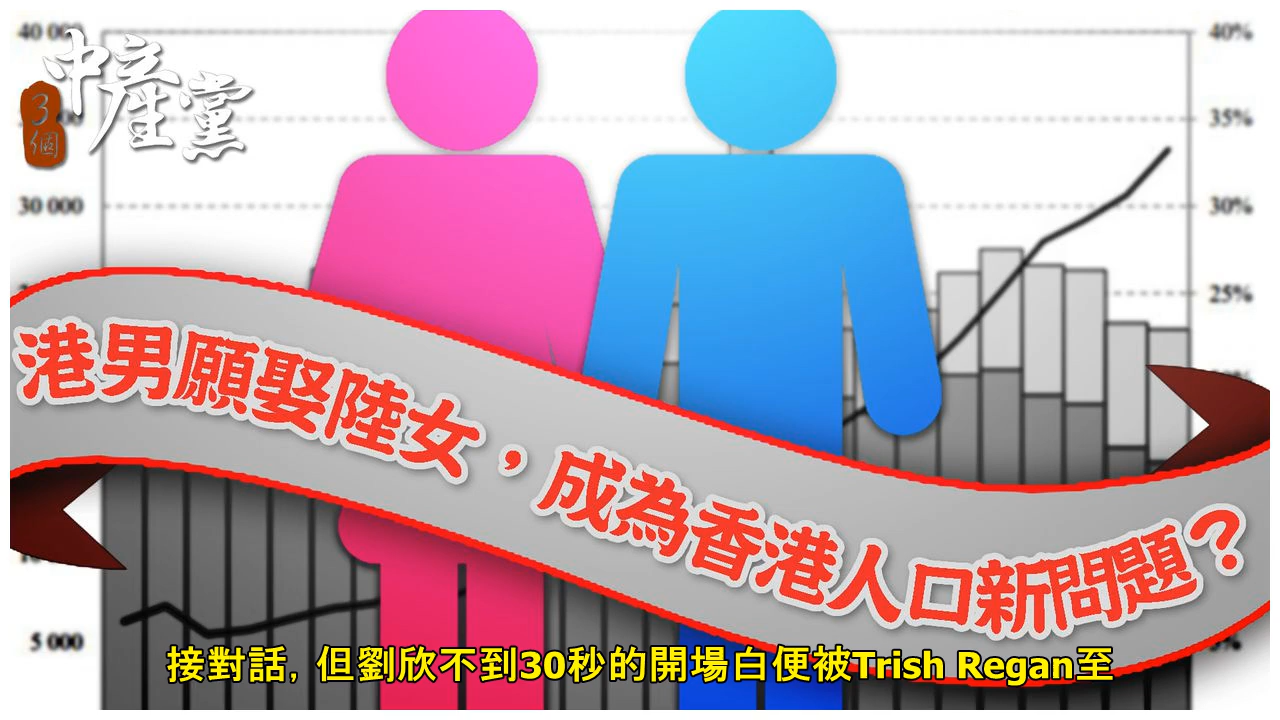 40 000
40%
中產黨
3個
35%
30 000
30%
25%
港男願娶陸女，成為香港人口新問題？
5 000
接對話，但劉欣不到30秒的開場白便被Trish Regan至